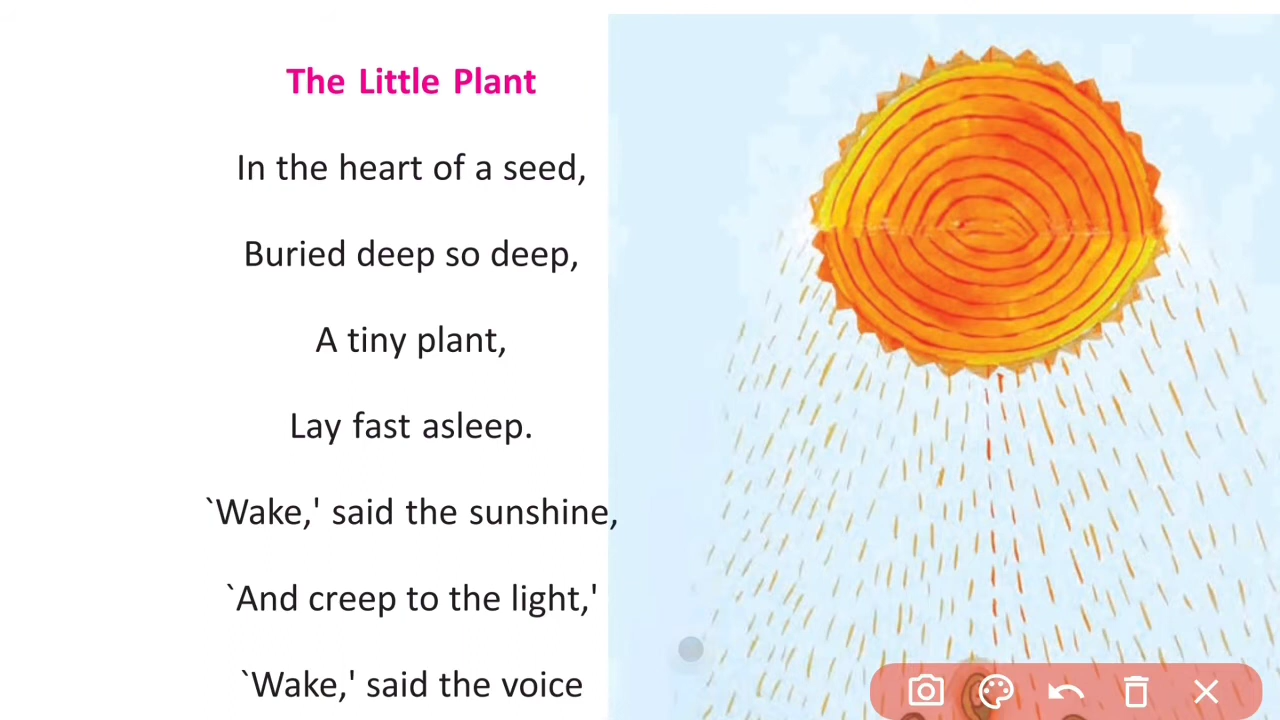 The Little Plant
In the heart of a seed,
Buried deep so deep,
A tiny plant,
Lay fast asleep.
`Wake,' said the sunshine,
`And creep to the light,'
`Wake,' said the voice